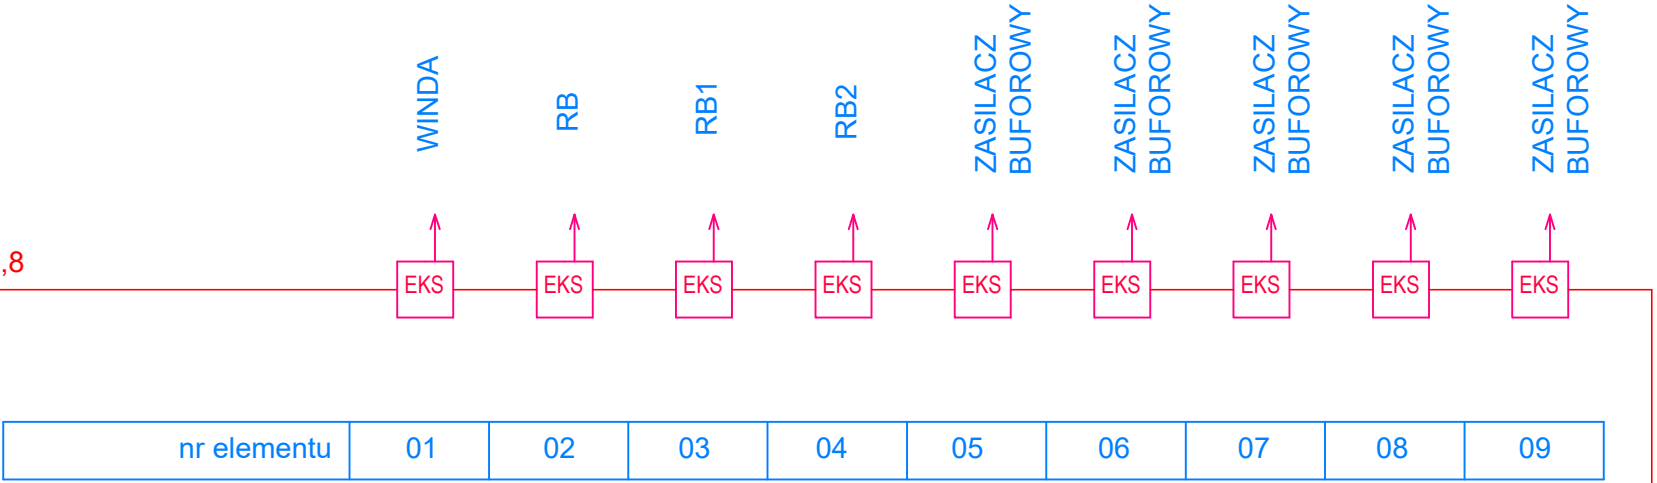 WINDA
RB
RB1
RB2
ZASILACZ
BUFOROWY
ZASILACZ
BUFOROWY
ZASILACZ
BUFOROWY
ZASILACZ
BUFOROWY
ZASILACZ
BUFOROWY
,8
EKS EKS EKS EKS EKS EKS EKS EKS EKS
nr elementu 01 02 03 04 05 06 07 08 09